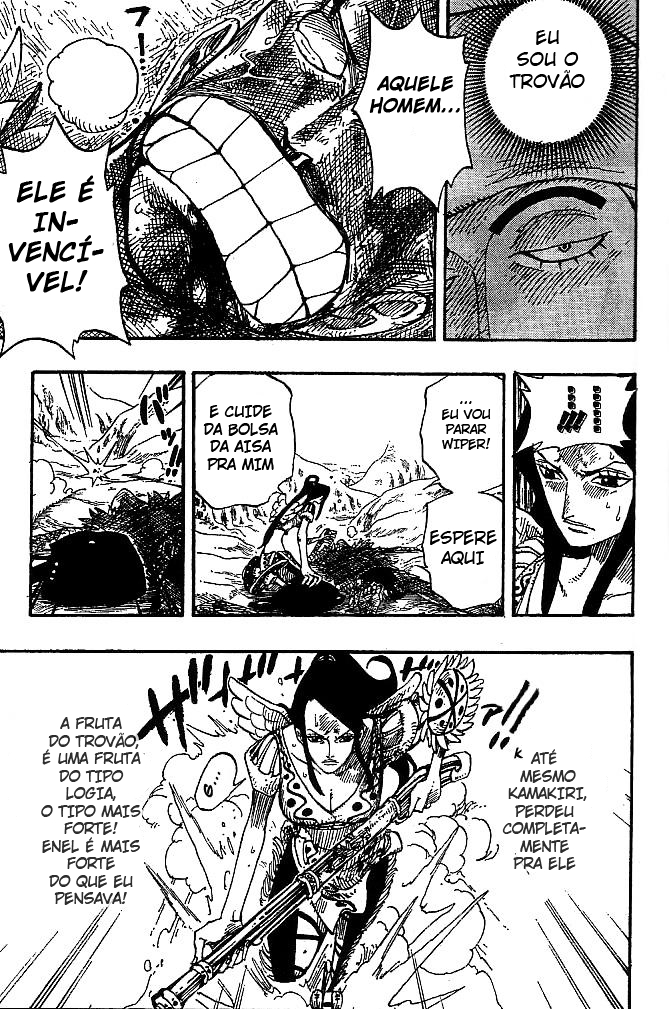 EU
SOU O
TROVÃO
AQUELE
HOMEM...
ELE É
IN-
VENCÍ-
VEL!
...
EU VOU
PARAR
WIPER!
ESPERE
AQUI
E CUIDE
DA BOLSA
DA AISA
PRA MIM
ATÉ
MESMO
KAMAKIRI,
PERDEU
COMPLETA-
MENTE
PRA ELE
...
A FRUTA
DO TROVÃO,
É UMA FRUTA
DO TIPO
LOGIA,
O TIPO MAIS
FORTE!
ENEL É MAIS
FORTE
DO QUE EU
PENSAVA!